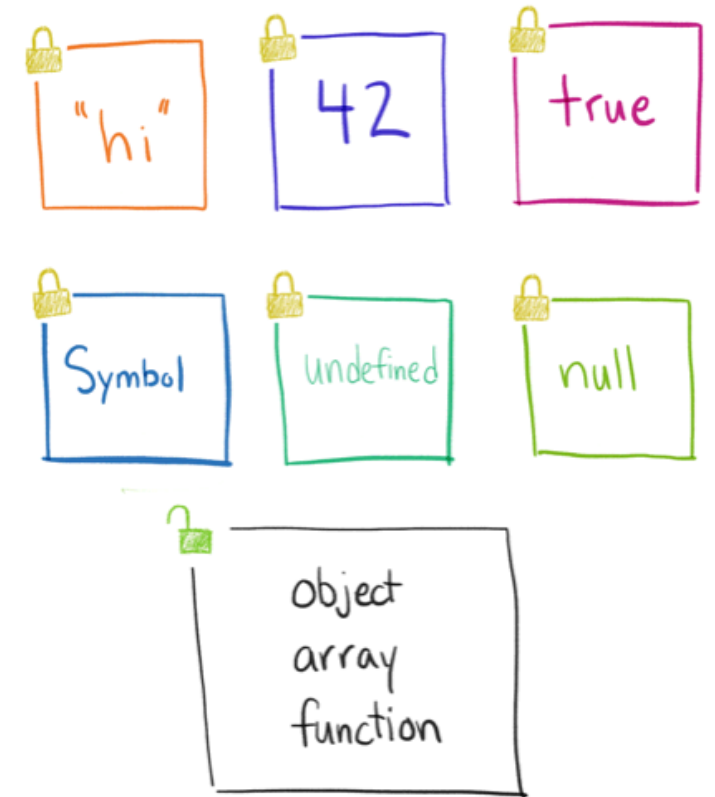 "hi"
42
true
Symbol
undefined
null
object
array
function